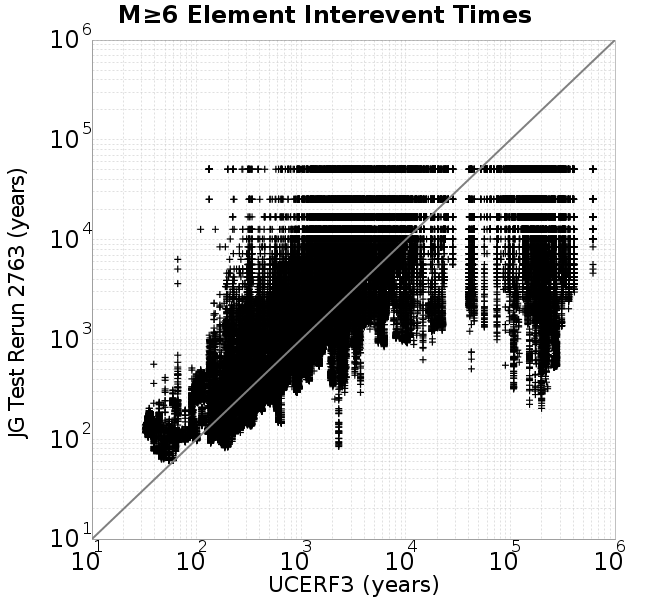 M≥6 Element Interevent Times
10^6
10^5
10^4
10^3
10^2
10^1
JG Test Rerun 2763 (years)
10^1 10^2 10^3 10^4 10^5 10^6
UCERF3 (years)